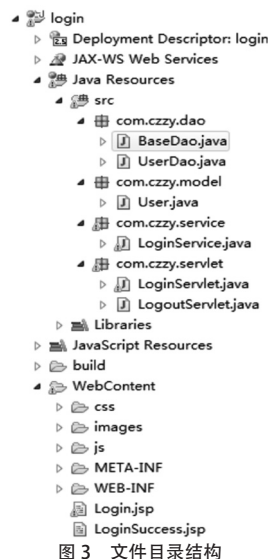 login
Deployment Descriptor: login
JAX-WS Web Services
Java Resources
src
com.czzy.dao
BaseDao.java
UserDao.java
com.czzy.model
User.java
com.czzy.service
LoginService.java
com.czzy.servlet
LoginServlet.java
LogoutServlet.java
Libraries
JavaScript Resources
build
WebContent
css
images
js
META-INF
WEB-INF
Login.jsp
LoginSuccess.jsp
图 3 文件目录结构